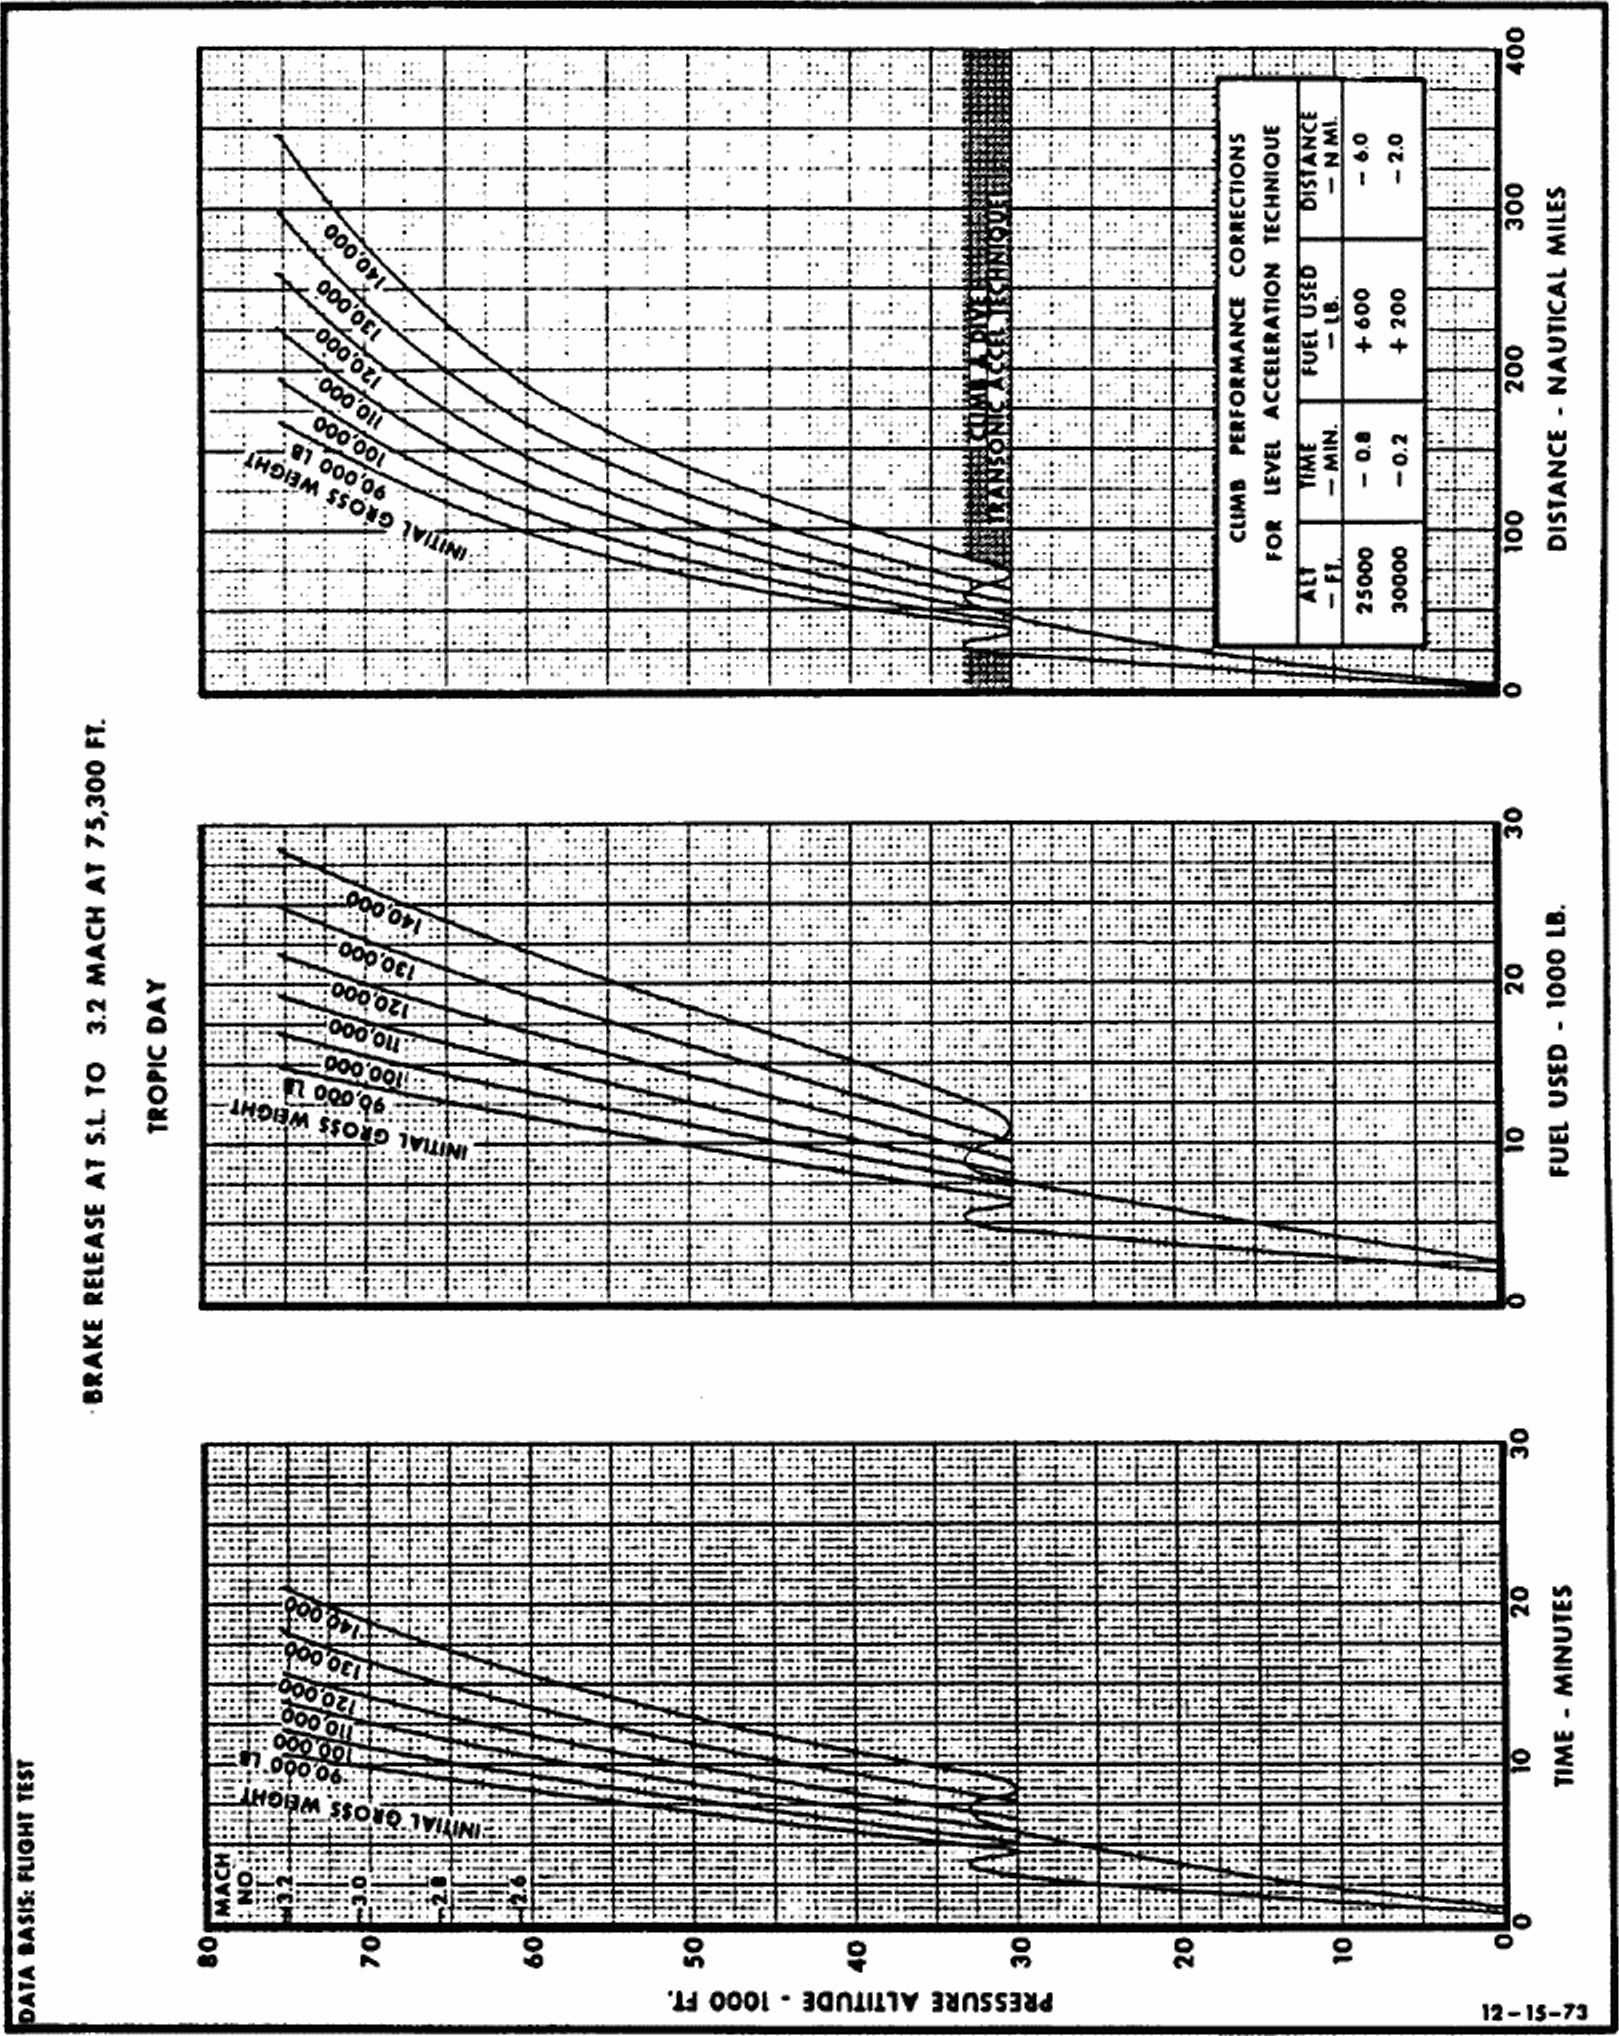 DATA BASIS: FLIGHT TEST
BRAKE RELEASE AT S.L. TO 3.2 MACH AT 75,300 FT.
TROPIC DAY
PRESSURE ALTITUDE - 1000 FT.
80
70
60
50
40
30
20
10
0
MACH
NO.
3.2
3.0
2.8
2.6
INITIAL GROSS WEIGHT
90,000 LB
100,000
110,000
120,000
130,000
140,000
0
10
20
30
TIME - MINUTES
INITIAL GROSS WEIGHT
90,000 LB
100,000
110,000
120,000
130,000
140,000
0
10
20
30
FUEL USED - 1000 LB.
INITIAL GROSS WEIGHT
90,000 LB
100,000
110,000
120,000
130,000
140,000
CLIMB & DIVE
TRANSONIC ACCEL TECHNIQUE
CLIMB PERFORMANCE CORRECTIONS
FOR LEVEL ACCELERATION TECHNIQUE
ALT - FT. TIME - MIN. FUEL USED - LB. DISTANCE - N MI.
25000 - 0.8 + 600 - 6.0
30000 - 0.2 + 200 - 2.0
0
100
200
300
400
DISTANCE - NAUTICAL MILES
12-15-73